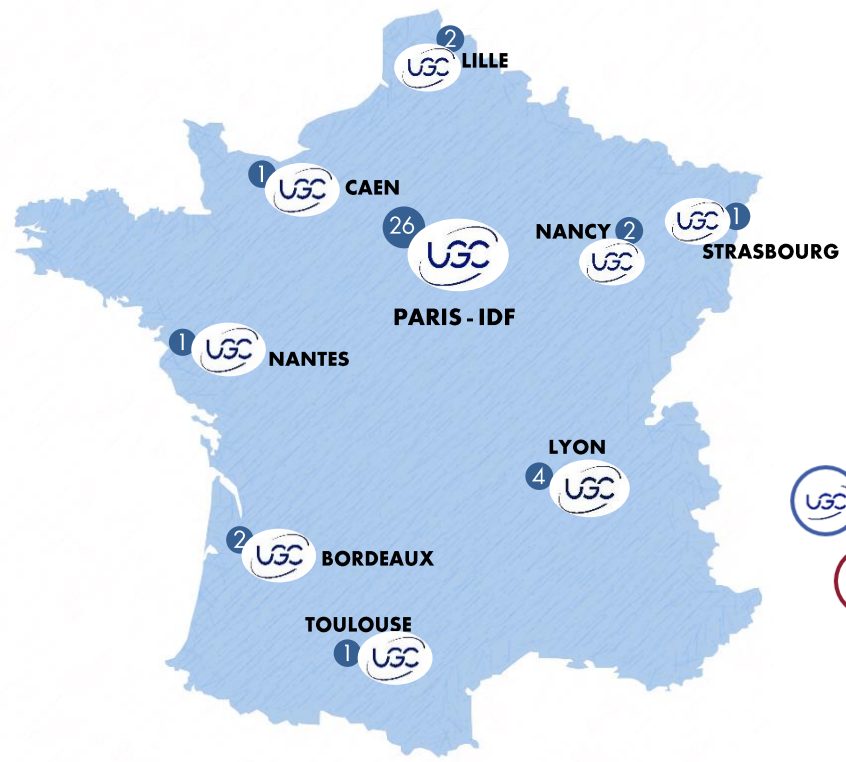 2
UGC LILLE
1
UGC CAEN
26
UGC
PARIS - IDF
NANCY 2
UGC
UGC 1
STRASBOURG
1 UGC
NANTES
LYON
4 UGC
UGC
2
UGC BORDEAUX
TOULOUSE
1 UGC